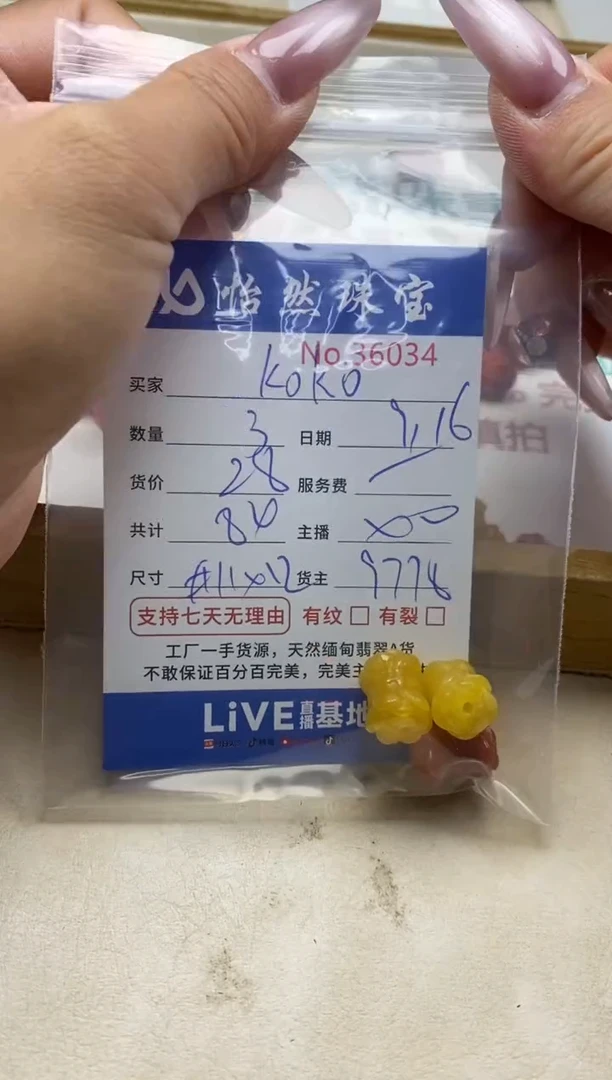 怡然珠宝
No.36034
买家 KOKO
数量 3 日期 9,16
货价 28 服务费
共计 84 主播
尺寸 #11x12 货主 9778
支持七天无理由 有纹 □ 有裂 □
工厂一手货源，天然缅甸翡翠A货
不敢保证百分百完美，完美主
LiVE 直播 基地